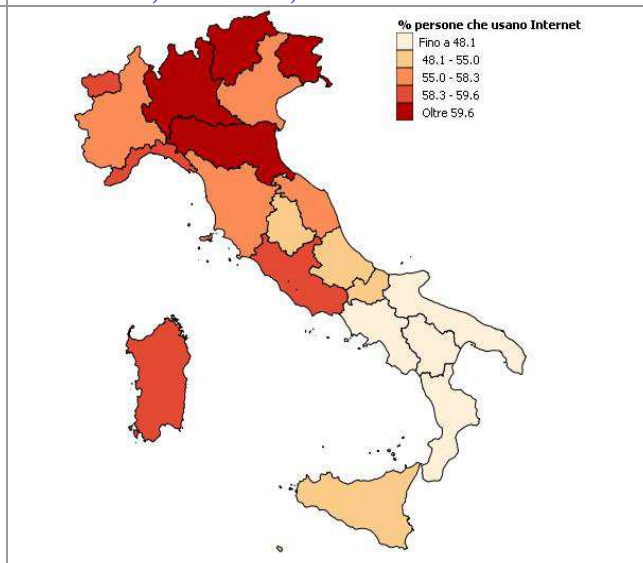 % persone che usano Internet
Fino a 48.1
48.1 - 55.0
55.0 - 58.3
58.3 - 59.6
Oltre 59.6